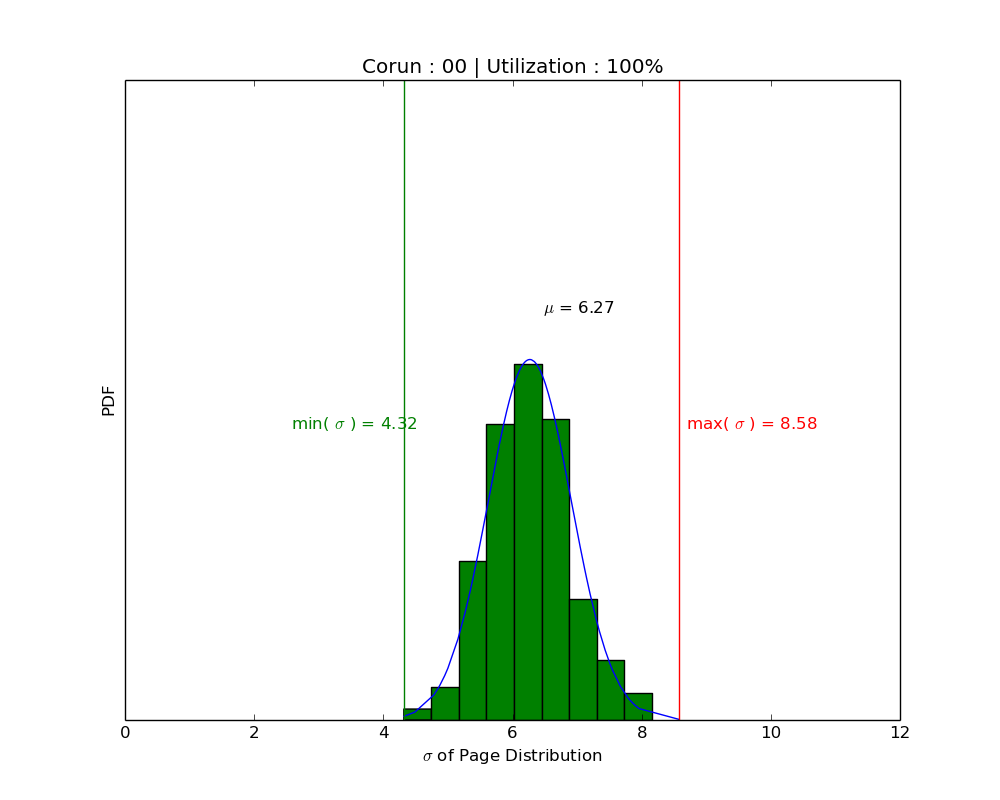 Corun : 00 | Utilization : 100%
μ = 6.27
PDF
min( σ ) = 4.32
max( σ ) = 8.58
0 2 4 6 8 10 12
σ of Page Distribution